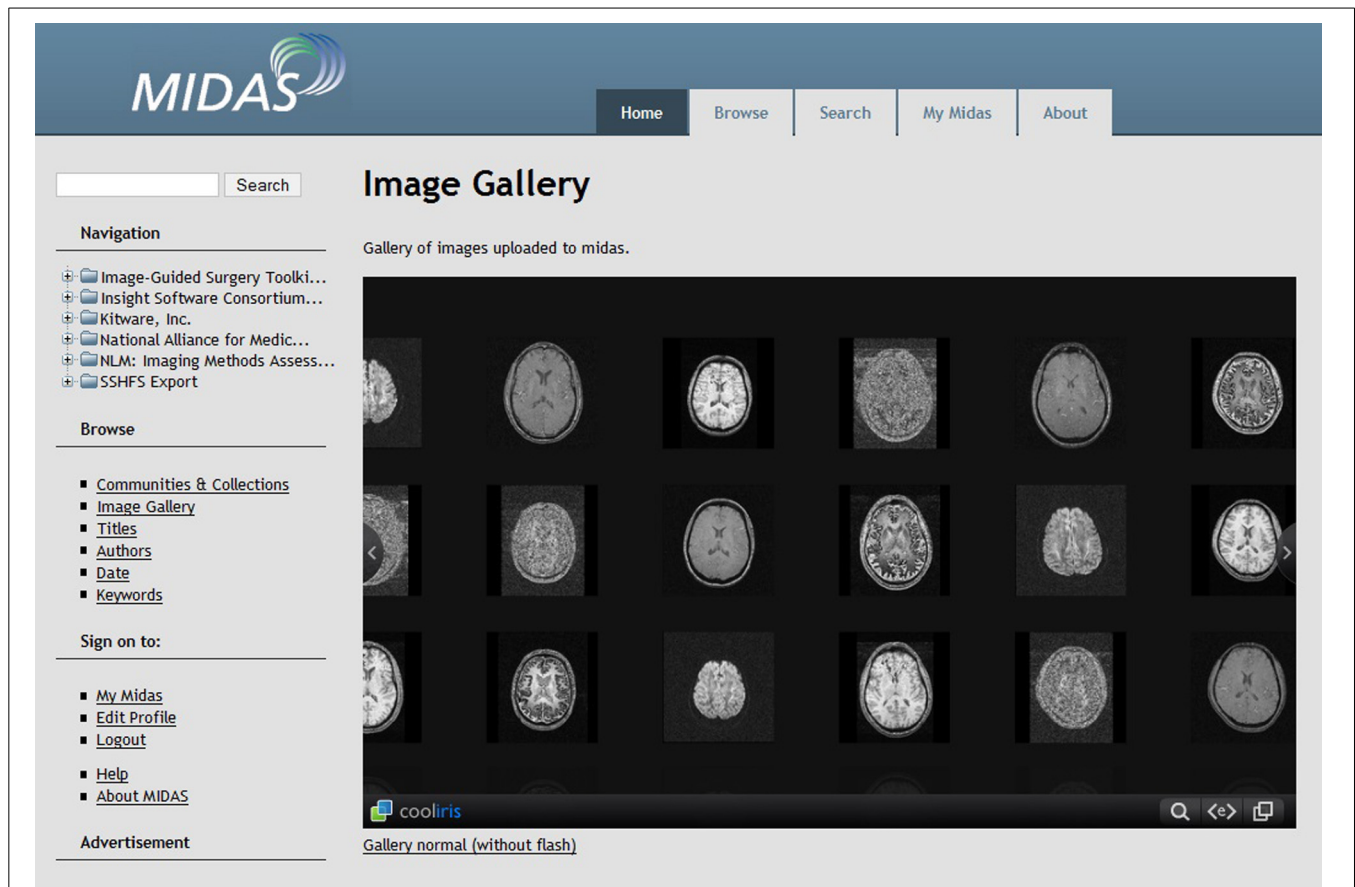 MIDAS
Home Browse Search My Midas About
Search
Image Gallery
Navigation
Gallery of images uploaded to midas.
Image-Guided Surgery Toolki...
Insight Software Consortium...
Kitware, Inc.
National Alliance for Medic...
NLM: Imaging Methods Assess...
SSHFS Export
Browse
Communities & Collections
Image Gallery
Titles
Authors
Date
Keywords
Sign on to:
My Midas
Edit Profile
Logout
Help
About MIDAS
cooliris
<e>
Advertisement
Gallery normal (without flash)